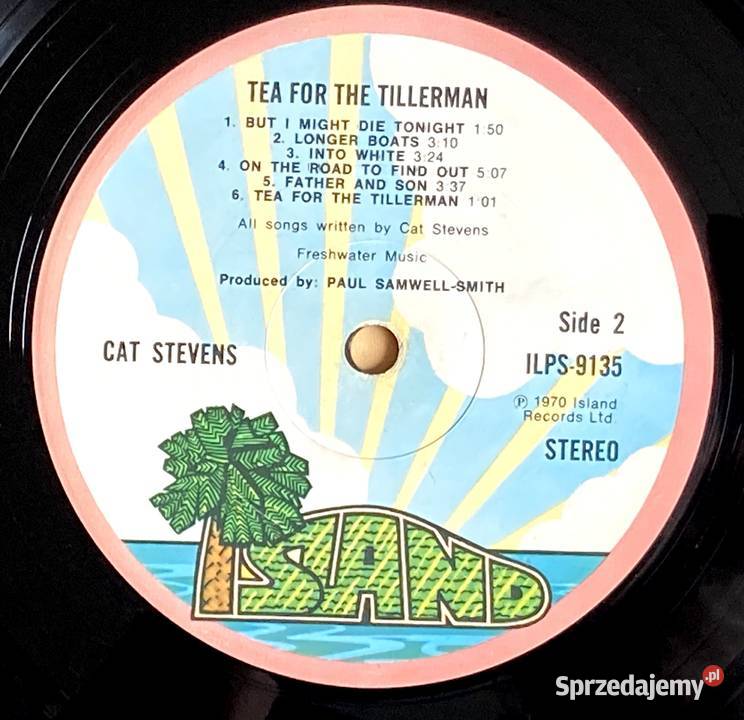 TEA FOR THE TILLERMAN
1. BUT I MIGHT DIE TONIGHT 1:50
2. LONGER BOATS 3:10
3. INTO WHITE 3:24
4. ON THE ROAD TO FIND OUT 5:07
5. FATHER AND SON 3:37
6. TEA FOR THE TILLERMAN 1:01
All songs written by Cat Stevens
Freshwater Music
Produced by: PAUL SAMWELL-SMITH
Side 2
CAT STEVENS
ILPS-9135
℗ 1970 Island
Records Ltd.
STEREO
ISLAND
Sprzedajemy.pl